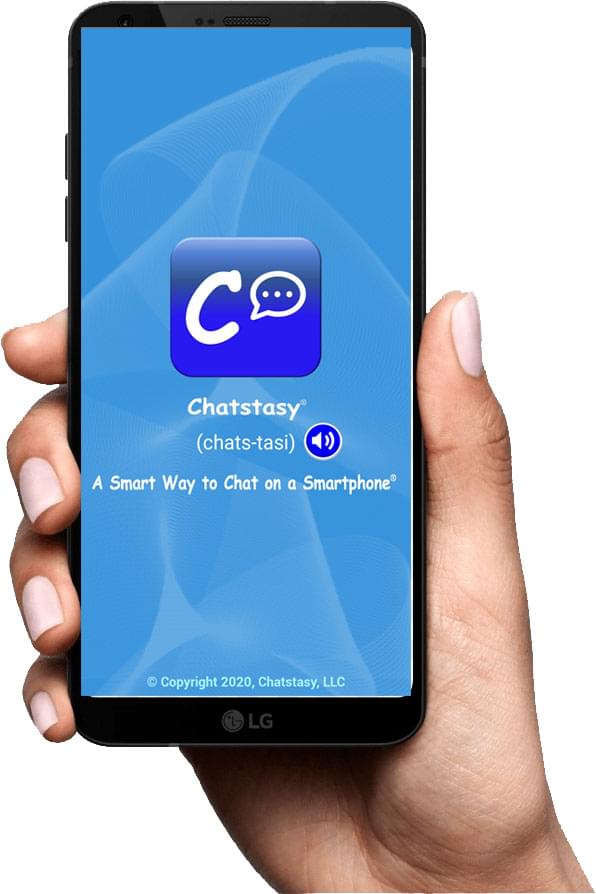 C
Chatstasy®
(chats-tasi)
A Smart Way to Chat on a Smartphone®
© Copyright 2020, Chatstasy, LLC
LG